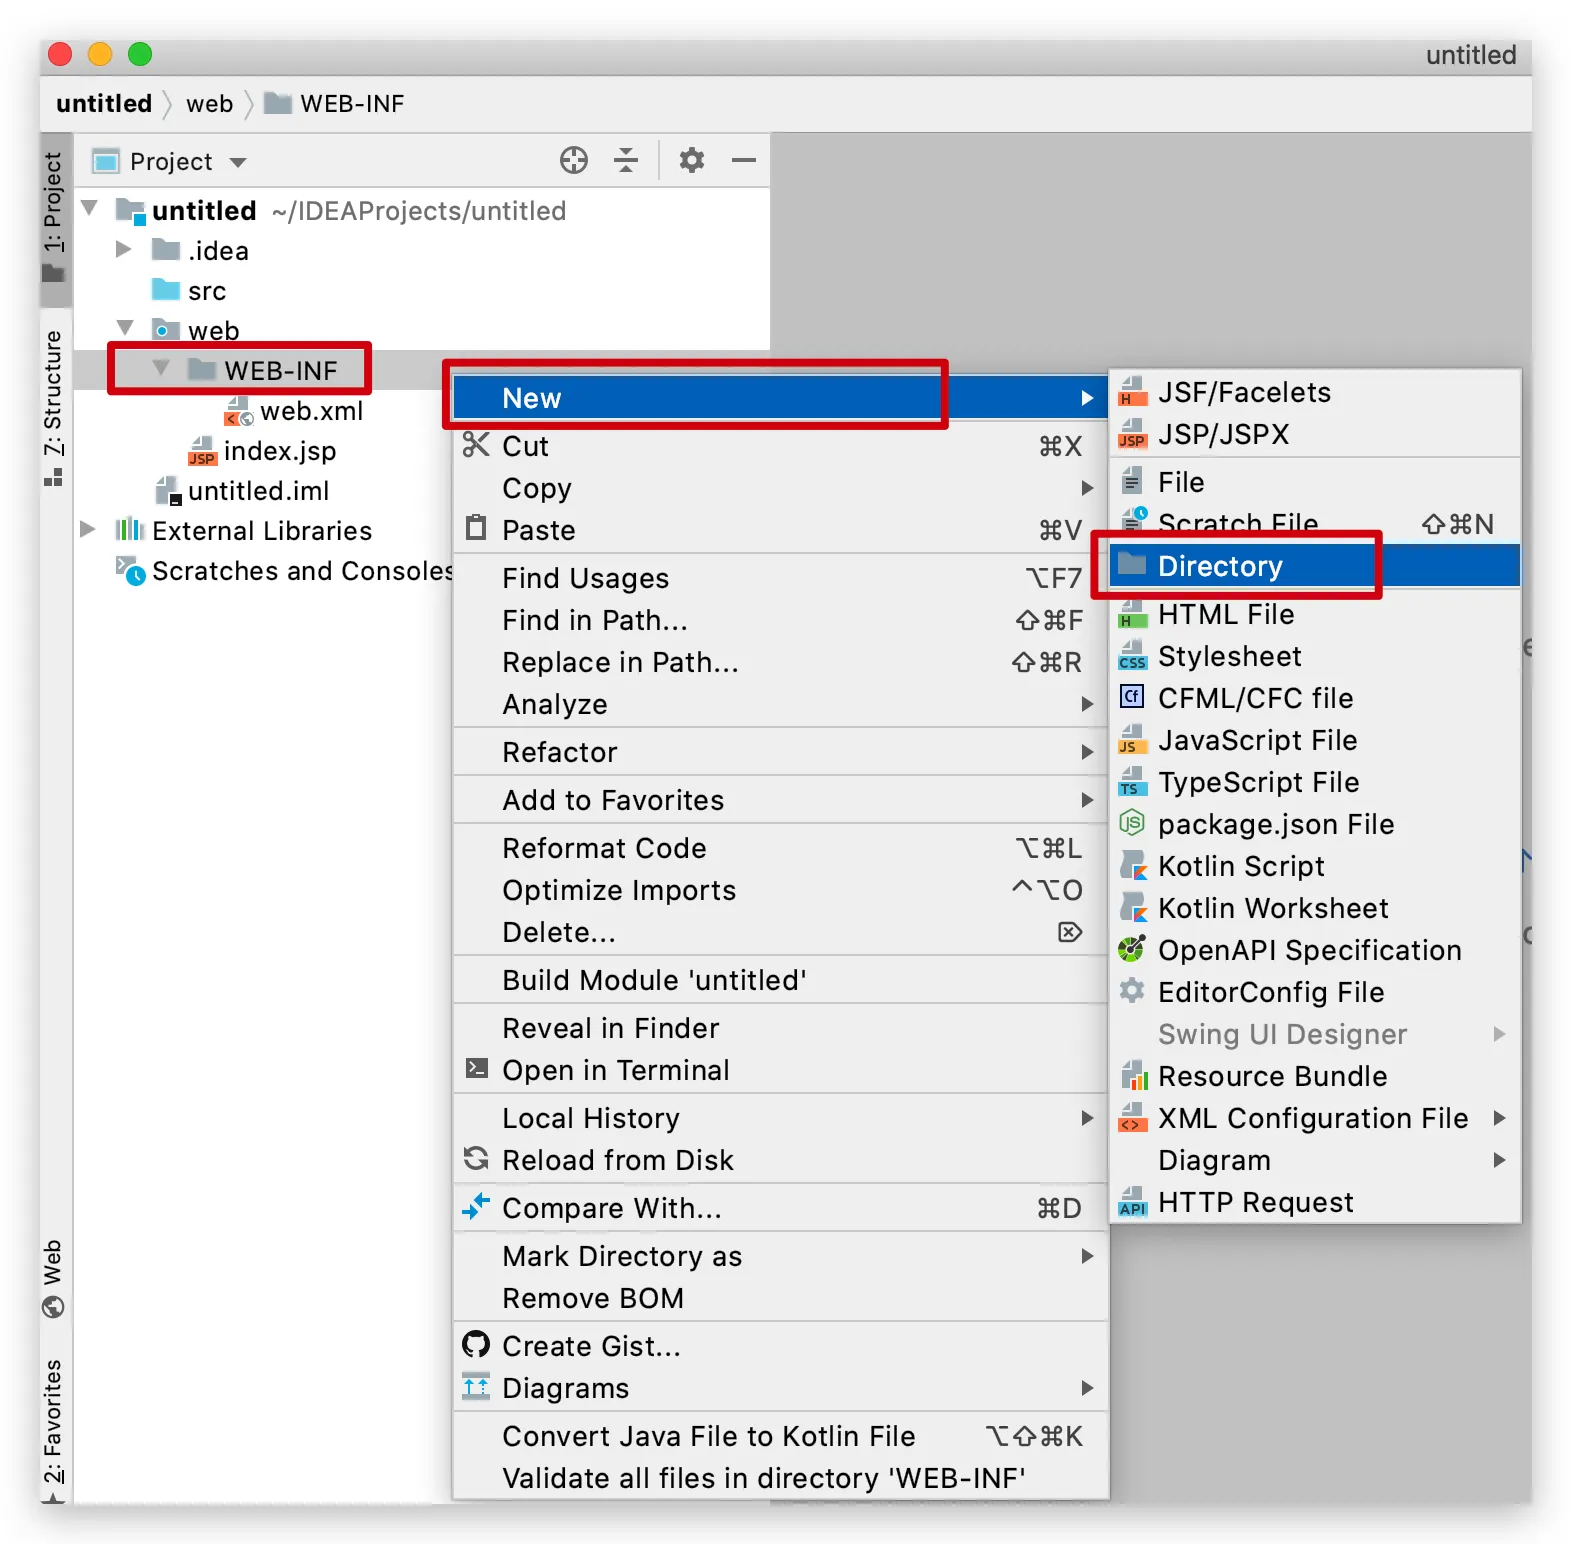 untitled
untitled web WEB-INF
Project
1: Project
untitled ~/IDEAProjects/untitled
.idea
src
web
WEB-INF
web.xml
index.jsp
untitled.iml
External Libraries
Scratches and Consoles
7: Structure
Web
2: Favorites
New
Cut ⌘X
Copy
Paste ⌘V
Find Usages ⌥F7
Find in Path... ⇧⌘F
Replace in Path... ⇧⌘R
Analyze
Refactor
Add to Favorites
Reformat Code ⌥⌘L
Optimize Imports ^⌥O
Delete... ⌦
Build Module 'untitled'
Reveal in Finder
Open in Terminal
Local History
Reload from Disk
Compare With... ⌘D
Mark Directory as
Remove BOM
Create Gist...
Diagrams
Convert Java File to Kotlin File ⌥⇧⌘K
Validate all files in directory 'WEB-INF'
JSF/Facelets
JSP/JSPX
File
Scratch File ⇧⌘N
Directory
HTML File
Stylesheet
CFML/CFC file
JavaScript File
TypeScript File
package.json File
Kotlin Script
Kotlin Worksheet
OpenAPI Specification
EditorConfig File
Swing UI Designer
Resource Bundle
XML Configuration File
Diagram
HTTP Request